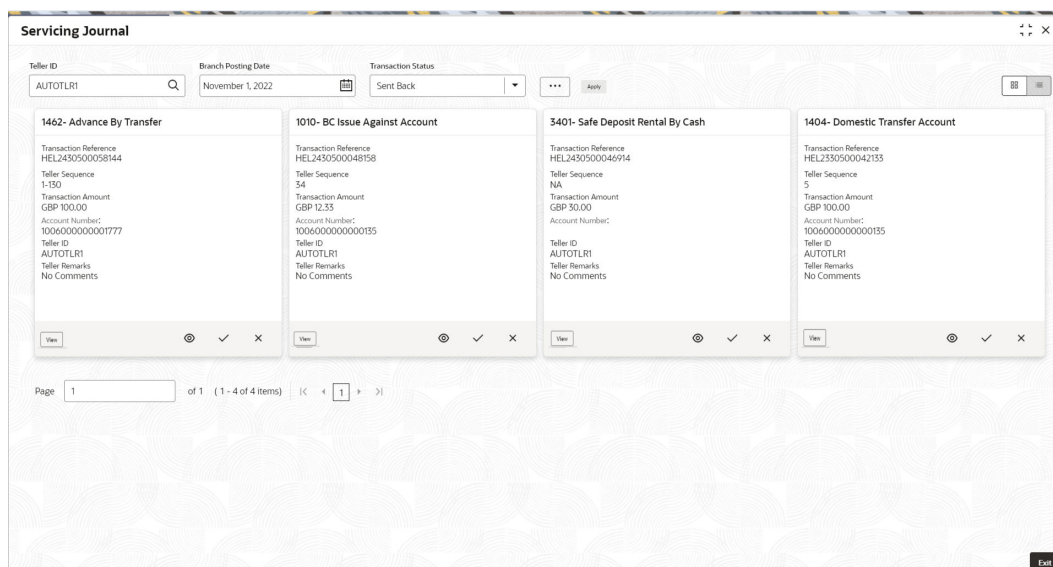 Servicing Journal
Teller ID
AUTOTLR1
Branch Posting Date
November 1, 2022
Transaction Status
Sent Back
Apply
1462- Advance By Transfer
Transaction Reference
HEL2430500058144
Teller Sequence
1-130
Transaction Amount
GBP 100.00
Account Number:
1006000000001777
Teller ID
AUTOTLR1
Teller Remarks
No Comments
View
1010- BC Issue Against Account
Transaction Reference
HEL2430500048158
Teller Sequence
34
Transaction Amount
GBP 12.33
Account Number:
1006000000000135
Teller ID
AUTOTLR1
Teller Remarks
No Comments
View
3401- Safe Deposit Rental By Cash
Transaction Reference
HEL2430500046914
Teller Sequence
NA
Transaction Amount
GBP 30.00
Account Number:
Teller ID
AUTOTLR1
Teller Remarks
No Comments
View
1404- Domestic Transfer Account
Transaction Reference
HEL2330500042133
Teller Sequence
5
Transaction Amount
GBP 100.00
Account Number:
1006000000000135
Teller ID
AUTOTLR1
Teller Remarks
No Comments
View
Page 1 of 1 ( 1 - 4 of 4 items) 1
Exit